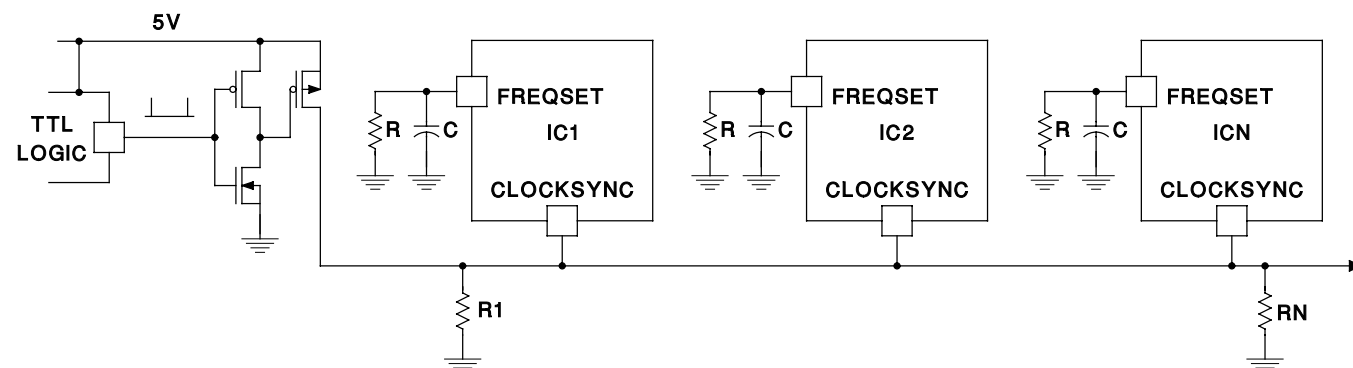 5V
TTL
LOGIC
R
C
FREQSET
IC1
CLOCKSYNC
R
C
FREQSET
IC2
CLOCKSYNC
R
C
FREQSET
ICN
CLOCKSYNC
R1
RN